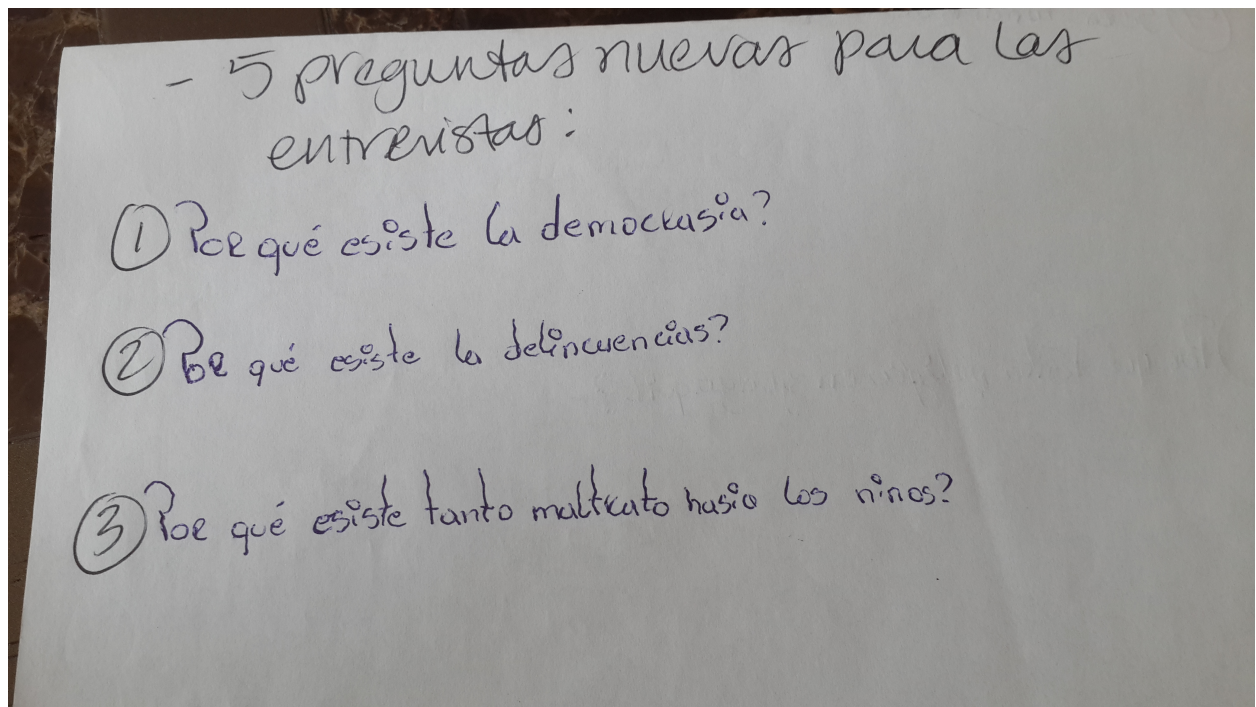 - 5 preguntas nuevas para las
entrevistas:
1 Por qué esiste la democrasia?
2 Por qué esiste la delincuencias?
3 Por qué esiste tanto maltrato hasia los ninos?